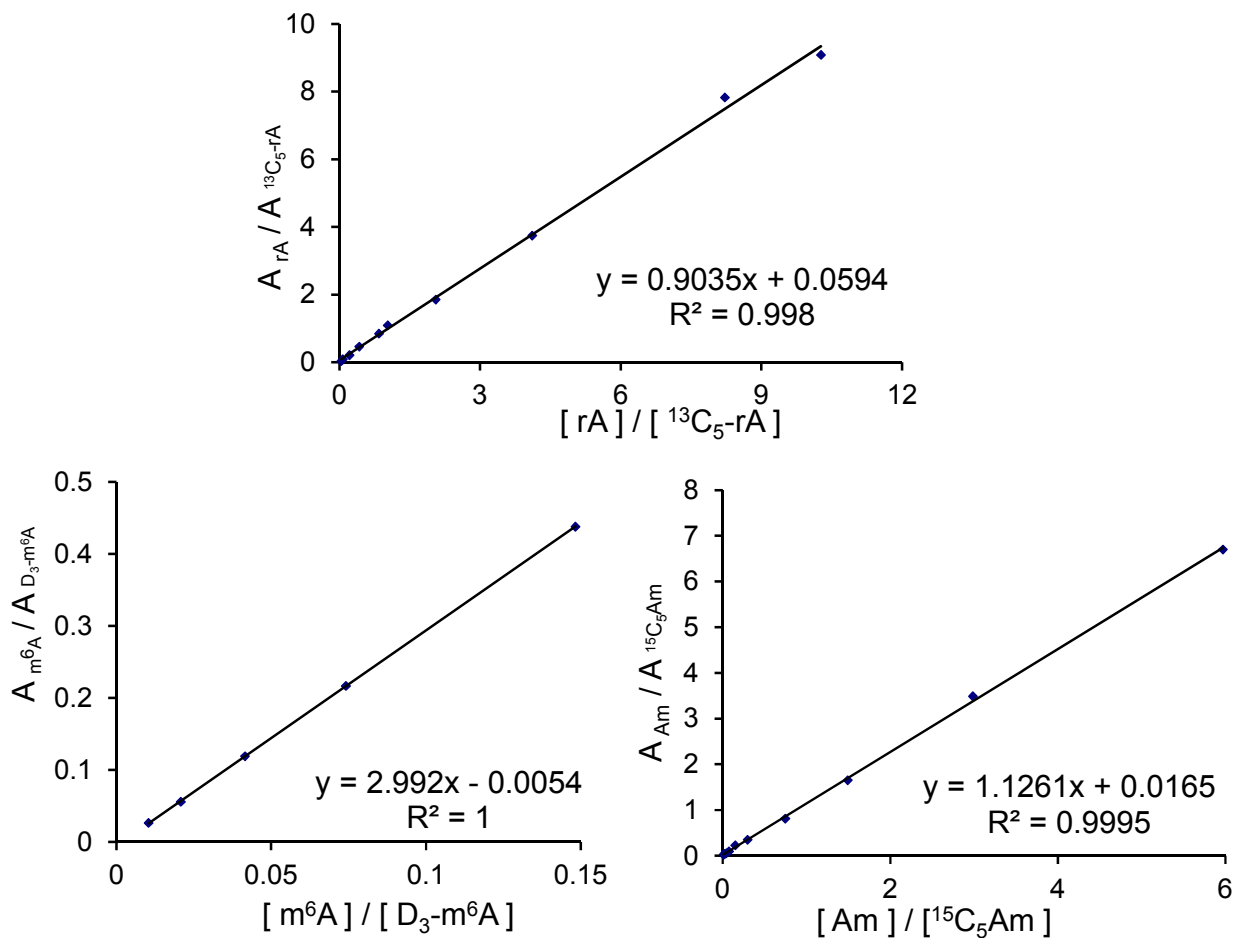 10
8
6
4
2
0
A rA / A ¹³C₅-rA
y = 0.9035x + 0.0594
R² = 0.998
0 3 6 9 12
[ rA ] / [ ¹³C₅-rA ]
0.5
0.4
0.3
0.2
0.1
0
A m⁶A / A D₃-m⁶A
y = 2.992x - 0.0054
R² = 1
0 0.05 0.1 0.15
[ m⁶A ] / [ D₃-m⁶A ]
8
7
6
5
4
3
2
1
0
A Am / A ¹⁵C₅Am
y = 1.1261x + 0.0165
R² = 0.9995
0 2 4 6
[ Am ] / [¹⁵C₅Am ]